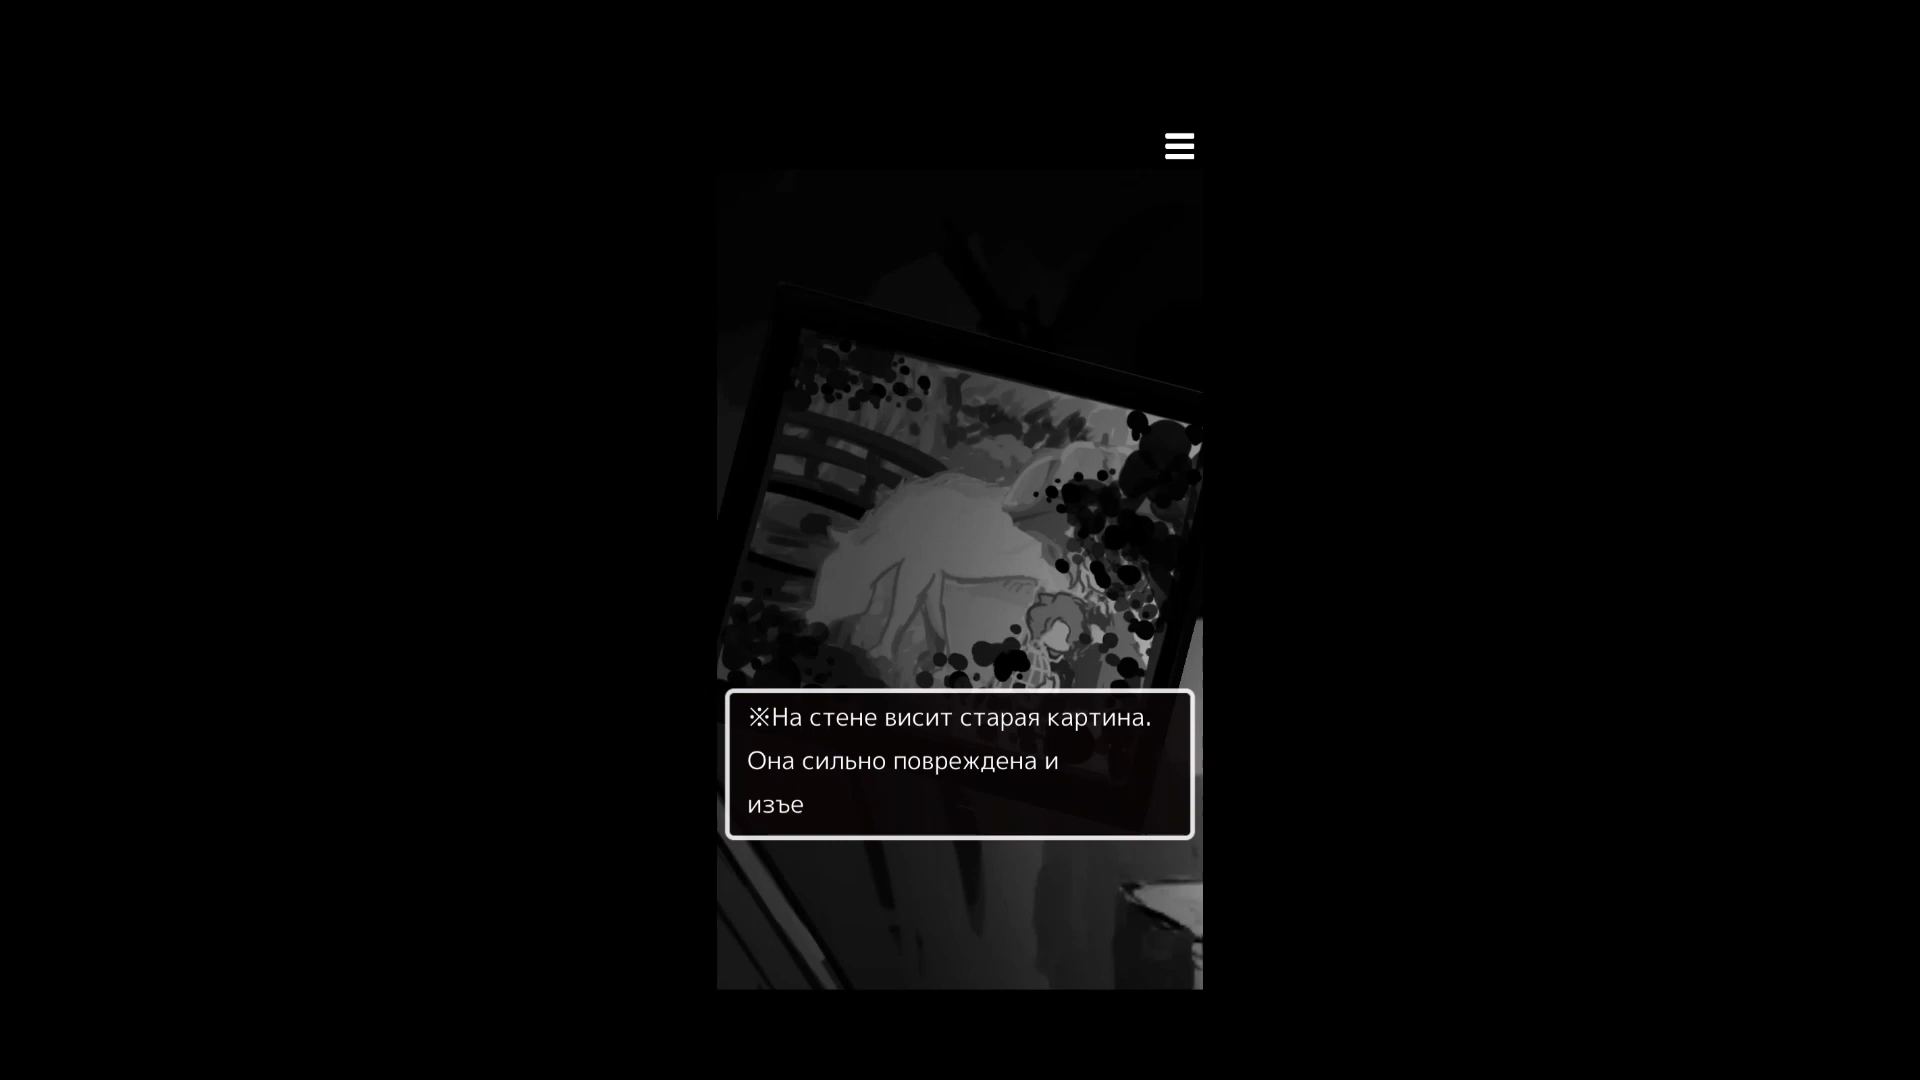 ※На стене висит старая картина.
Она сильно повреждена и
изъе